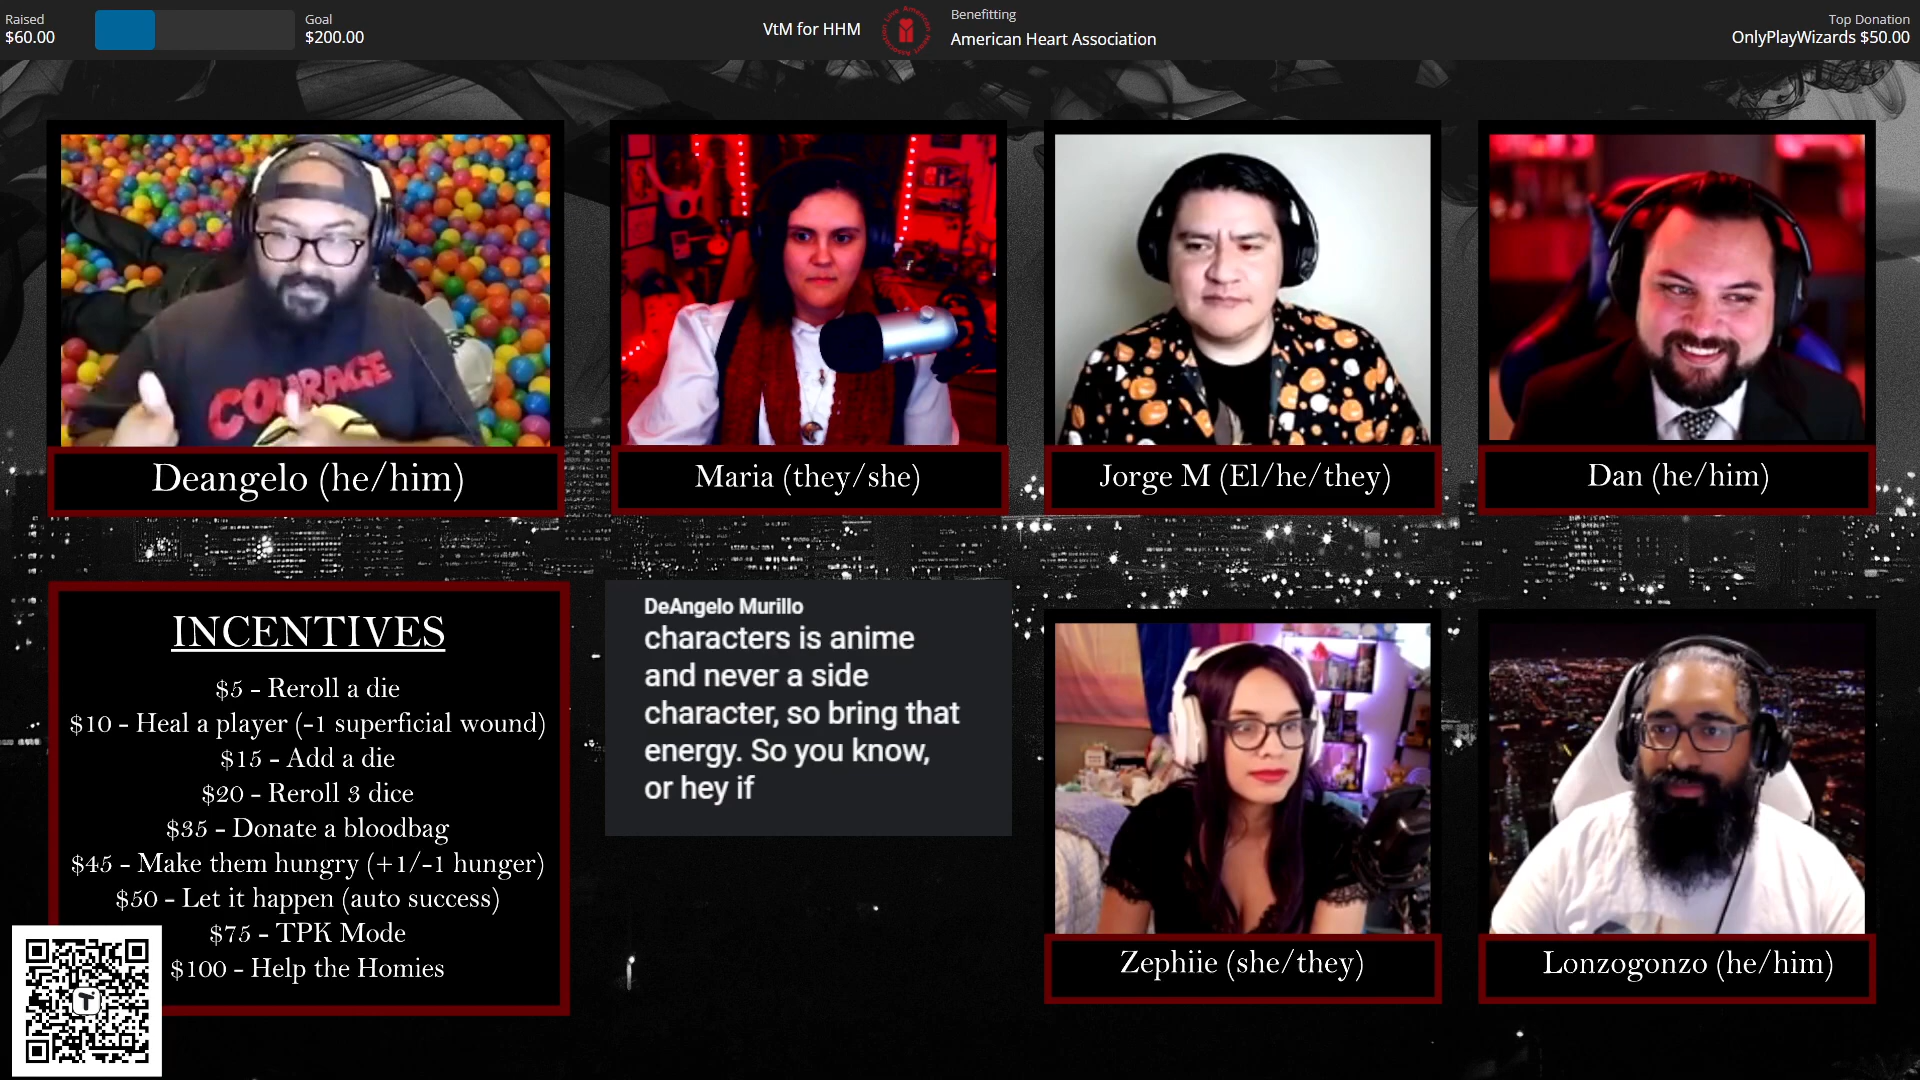 Raised
$60.00
Goal
$200.00
VtM for HHM
Benefitting
American Heart Association
Top Donation
OnlyPlayWizards $50.00
COURAGE
Deangelo (he/him)
Maria (they/she)
Jorge M (El/he/they)
Dan (he/him)
INCENTIVES
$5 - Reroll a die
$10 - Heal a player (-1 superficial wound)
$15 - Add a die
$20 - Reroll 3 dice
$35 - Donate a bloodbag
$45 - Make them hungry (+1/-1 hunger)
$50 - Let it happen (auto success)
$75 - TPK Mode
$100 - Help the Homies
T
DeAngelo Murillo
characters is anime
and never a side
character, so bring that
energy. So you know,
or hey if
Zephiie (she/they)
Lonzogonzo (he/him)